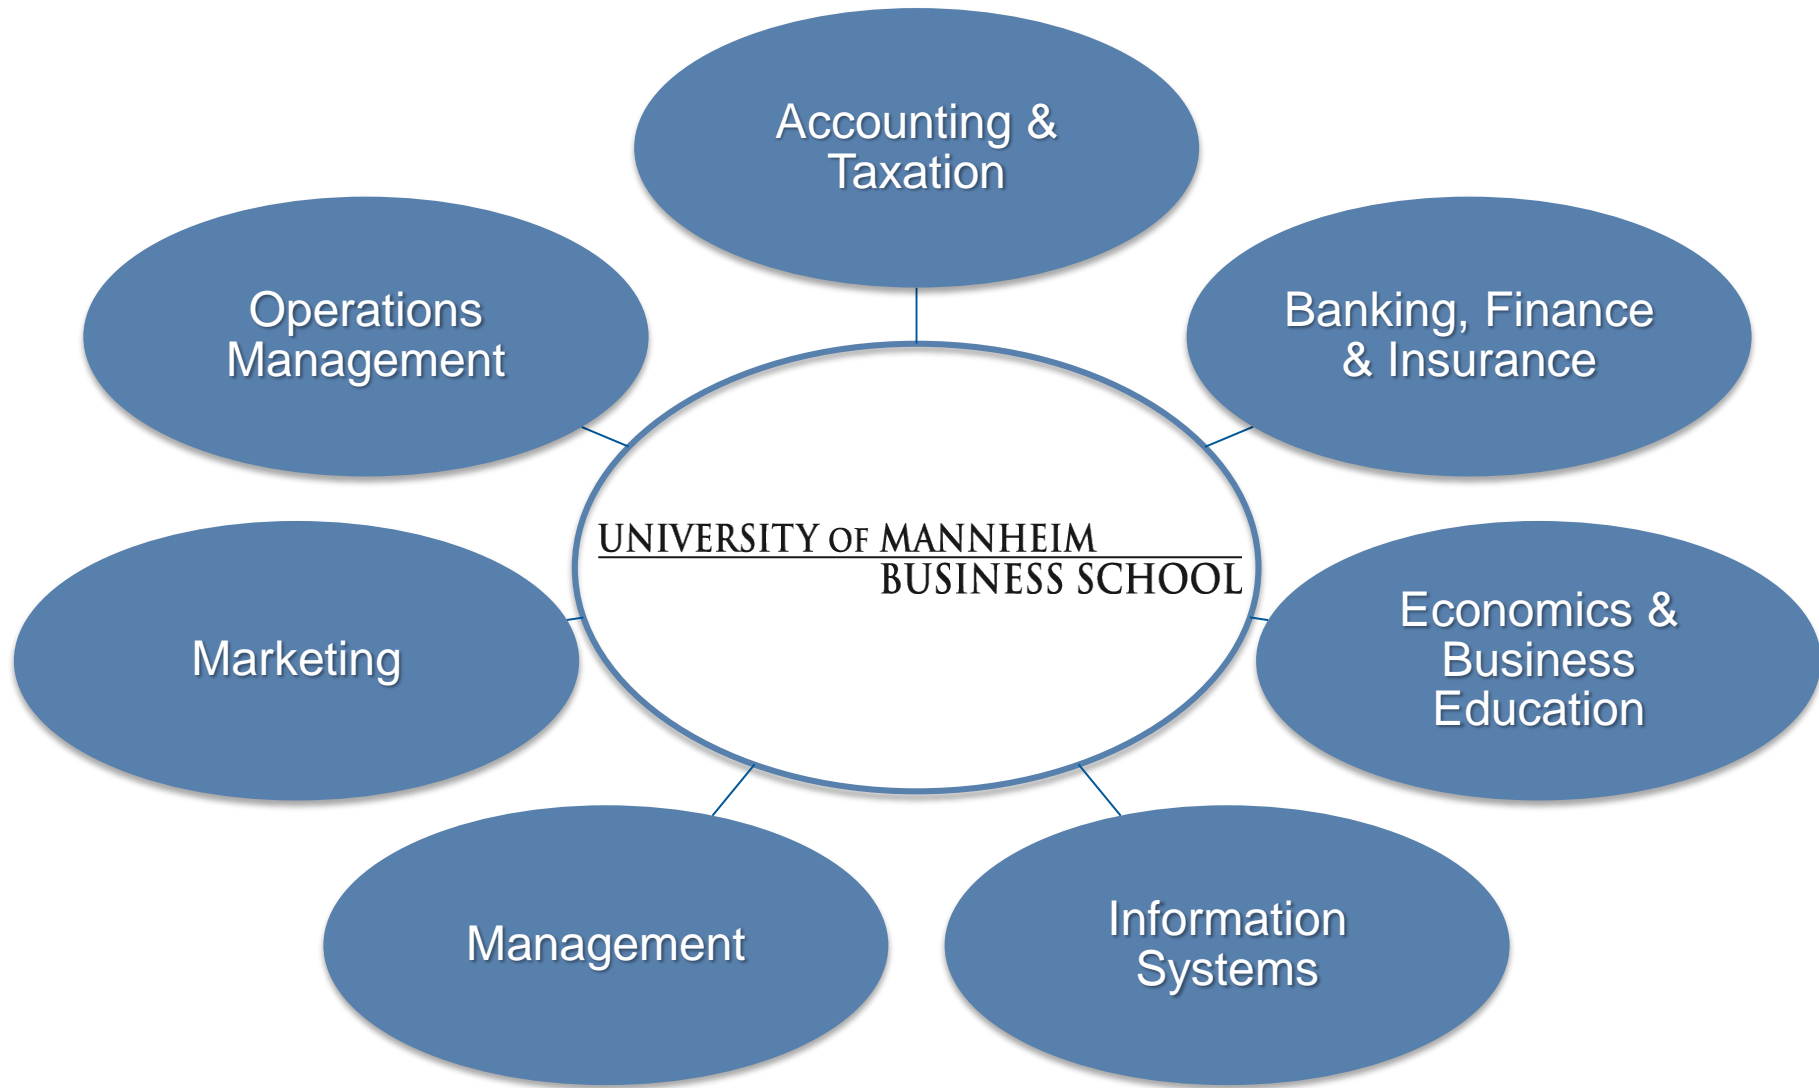 Accounting &
Taxation
Operations
Management
Banking, Finance
& Insurance
UNIVERSITY OF MANNHEIM
BUSINESS SCHOOL
Marketing
Economics &
Business
Education
Management
Information
Systems